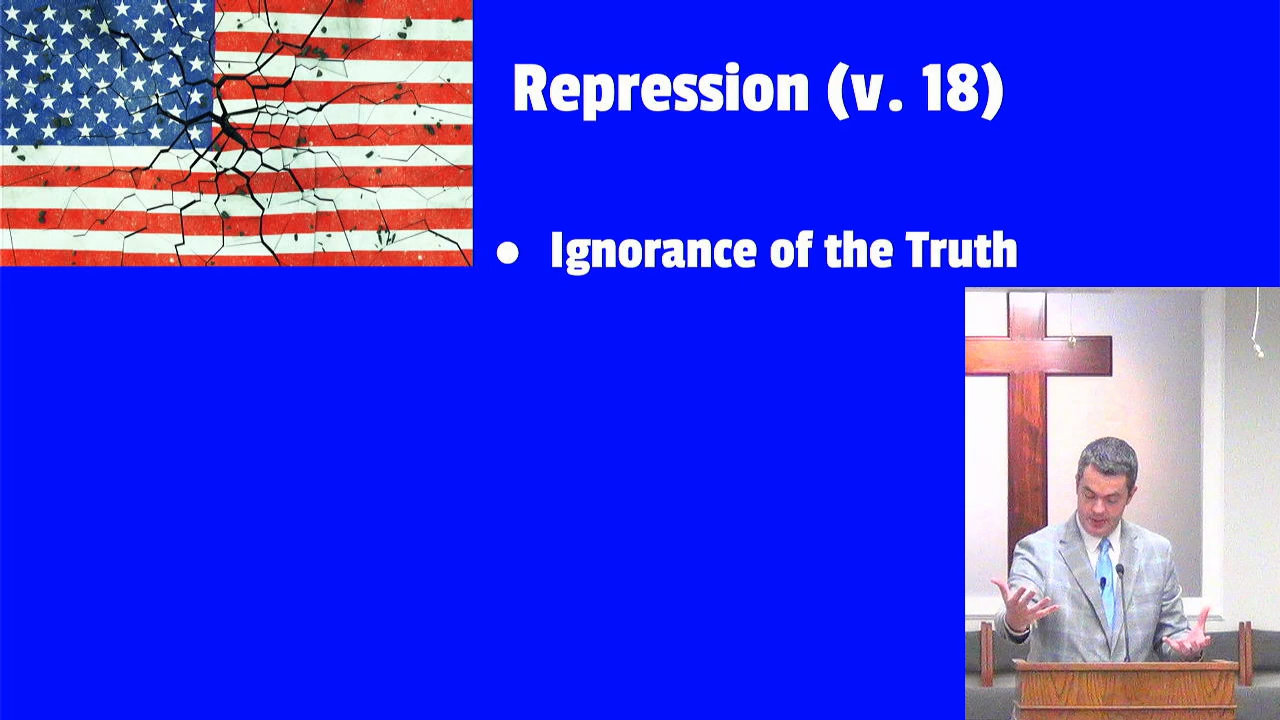 Repression (v. 18)
● Ignorance of the Truth